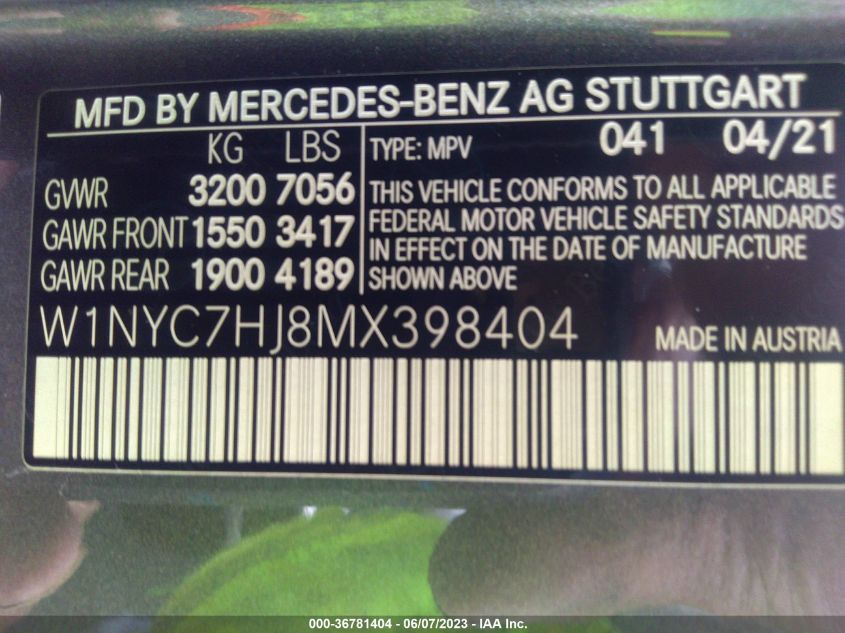 MFD BY MERCEDES-BENZ AG STUTTGART
KG LBS
GVWR 3200 7056
GAWR FRONT 1550 3417
GAWR REAR 1900 4189
TYPE: MPV 041 04/21
THIS VEHICLE CONFORMS TO ALL APPLICABLE
FEDERAL MOTOR VEHICLE SAFETY STANDARDS
IN EFFECT ON THE DATE OF MANUFACTURE
SHOWN ABOVE
W1NYC7HJ8MX398404 MADE IN AUSTRIA
000-36781404 - 06/07/2023 - IAA Inc.